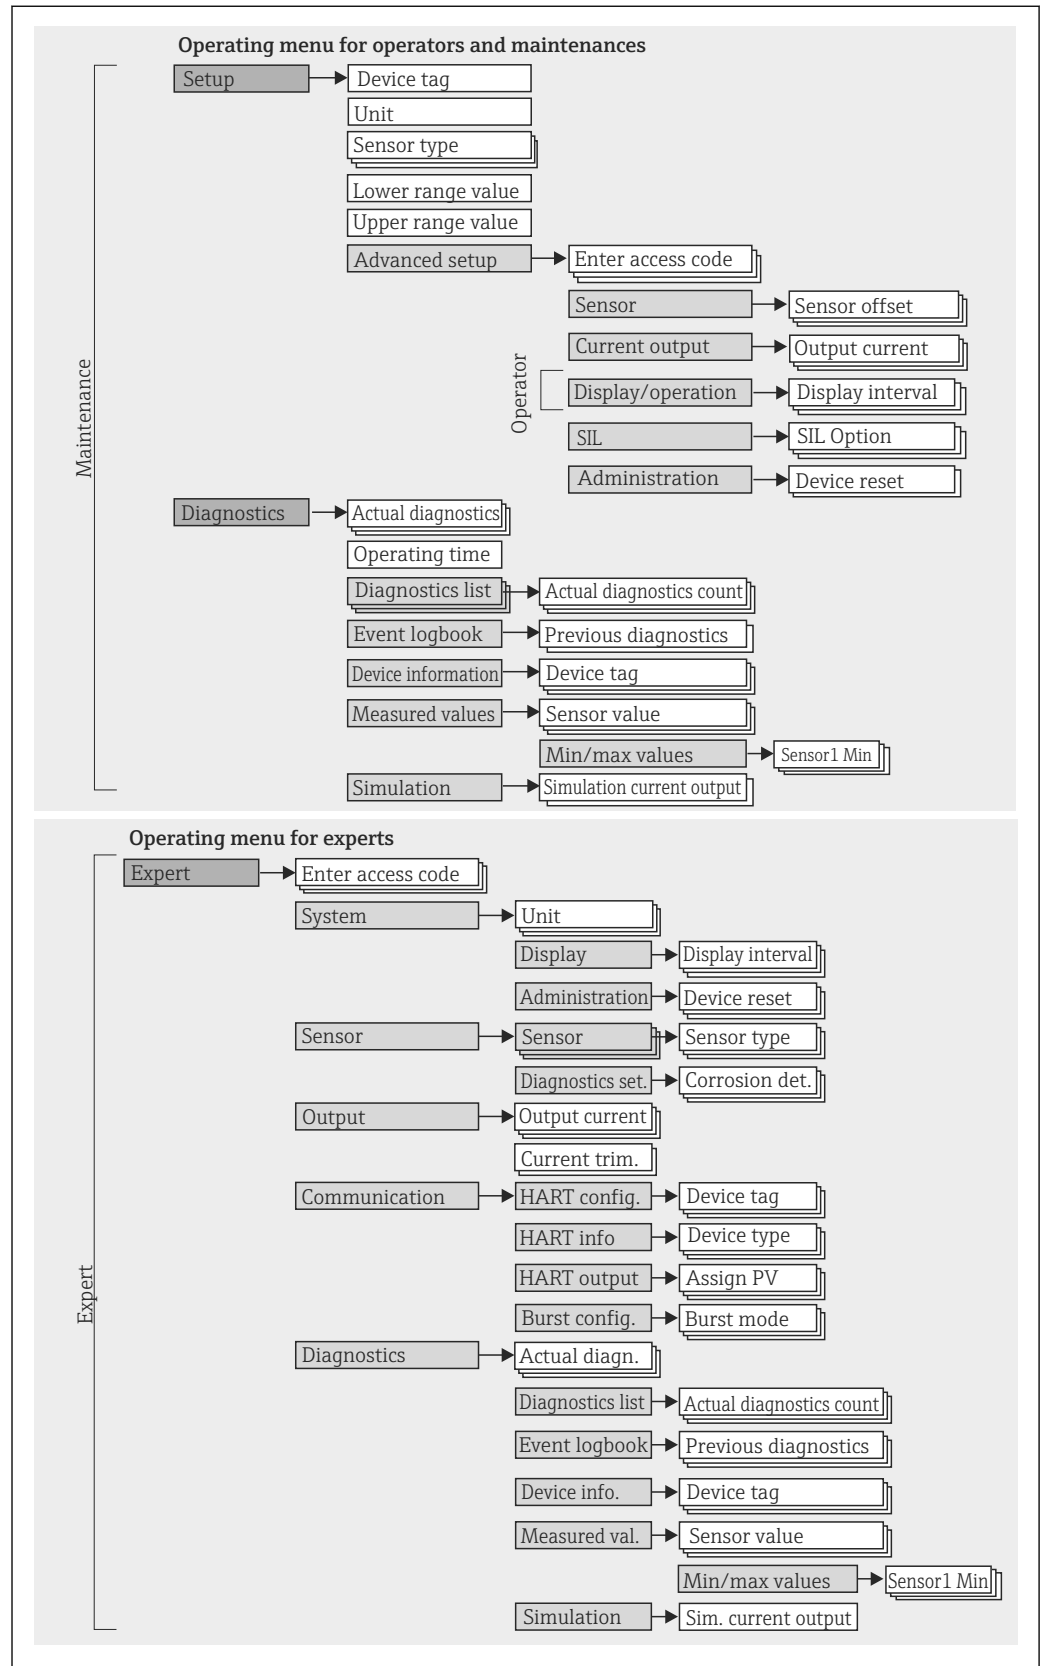 Operating menu for operators and maintenances
Setup
Device tag
Unit
Sensor type
Lower range value
Upper range value
Advanced setup
Enter access code
Sensor
Sensor offset
Current output
Output current
Operator
Display/operation
Display interval
SIL
SIL Option
Administration
Device reset
Maintenance
Diagnostics
Actual diagnostics
Operating time
Diagnostics list
Actual diagnostics count
Event logbook
Previous diagnostics
Device information
Device tag
Measured values
Sensor value
Min/max values
Sensor1 Min
Simulation
Simulation current output
Operating menu for experts
Expert
Enter access code
System
Unit
Display
Display interval
Administration
Device reset
Sensor
Sensor
Sensor type
Diagnostics set.
Corrosion det.
Output
Output current
Current trim.
Communication
HART config.
Device tag
HART info
Device type
HART output
Assign PV
Burst config.
Burst mode
Expert
Diagnostics
Actual diagn.
Diagnostics list
Actual diagnostics count
Event logbook
Previous diagnostics
Device info.
Device tag
Measured val.
Sensor value
Min/max values
Sensor1 Min
Simulation
Sim. current output